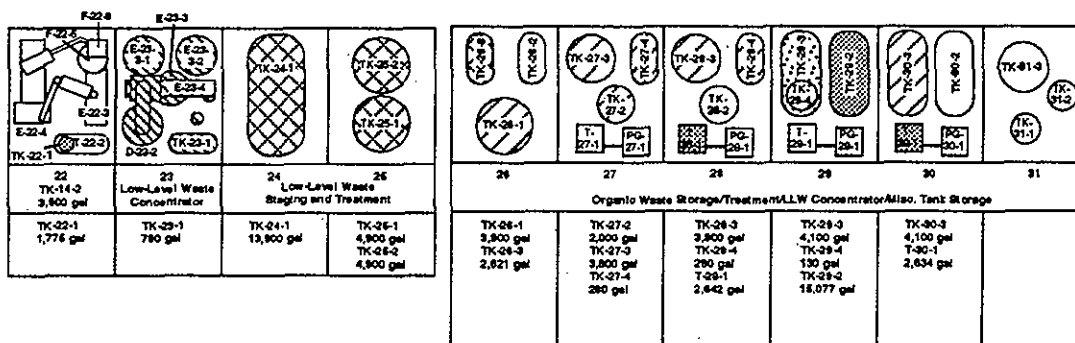 F-22-8
F-22-6
E-23-3
E-23-3-1
E-23-3-2
E-23-4
E-22-3
E-22-4
T-22-2
TK-22-1
D-23-2
TK-23-1
TK-24-1
TK-25-2
TK-25-1
TK-26-2
TK-26-1
TK-27-3
TK-27-4
TK-27-2
T-27-1
PG-27-1
TK-28-3
TK-28-4
TK-28-2
PG-28-1
TK-29-3
TK-29-2
TK-29-4
T-29-1
PG-29-1
TK-30-3
TK-30-2
PG-30-1
TK-31-3
TK-31-2
TK-31-1
22
TK-14-2
3,900 gal
23
Low-Level Waste
Concentrator
24
25
Low-Level Waste
Staging and Treatment
26
27
28
29
30
31
Organic Waste Storage/Treatment/LLW Concentrator/Misc. Tank Storage
TK-22-1
1,775 gal
TK-23-1
790 gal
TK-24-1
13,900 gal
TK-25-1
4,900 gal
TK-25-2
4,900 gal
TK-26-1
3,900 gal
TK-26-3
2,621 gal
TK-27-2
2,000 gal
TK-27-3
3,800 gal
TK-27-4
280 gal
TK-28-3
3,900 gal
TK-28-4
280 gal
T-28-1
2,642 gal
TK-29-3
4,100 gal
TK-29-4
130 gal
TK-29-2
15,077 gal
TK-30-3
4,100 gal
T-30-1
2,634 gal